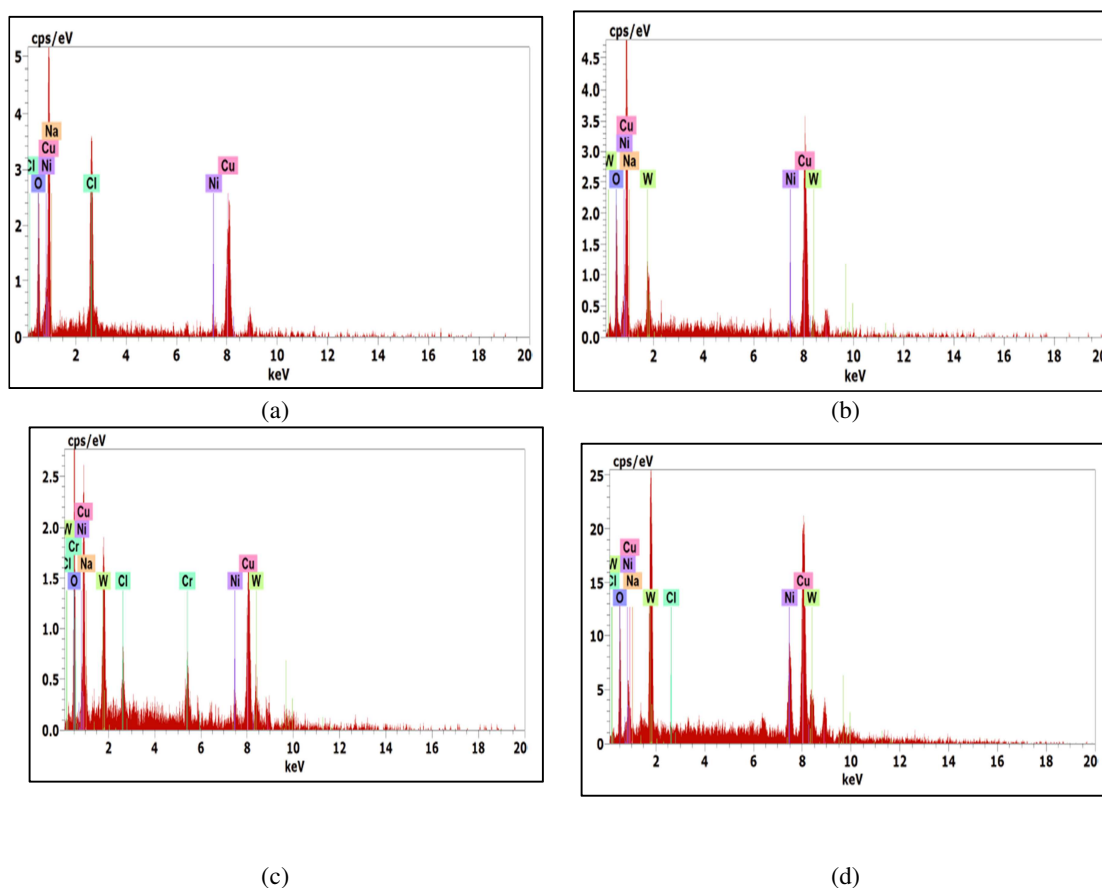 cps/eV
5
4
3
2
1
0
Na
Cu
Cl Ni
O
Cl
Ni
Cu
2 4 6 8 10 12 14 16 18 20
keV
(a)
cps/eV
4.5
4.0
3.5
3.0
2.5
2.0
1.5
1.0
0.5
0.0
Cu
Ni
W Na
O
W
Ni
Cu
W
2 4 6 8 10 12 14 16 18 20
keV
(b)
cps/eV
2.5
2.0
1.5
1.0
0.5
0.0
Cu
W Ni
Cr
Cl Na
O
W
Cl
Cr
Ni
Cu
W
2 4 6 8 10 12 14 16 18 20
keV
(c)
cps/eV
25
20
15
10
5
0
Cu
W Ni
Cl Na
O
W
Cl
Ni
Cu
W
2 4 6 8 10 12 14 16 18 20
keV
(d)